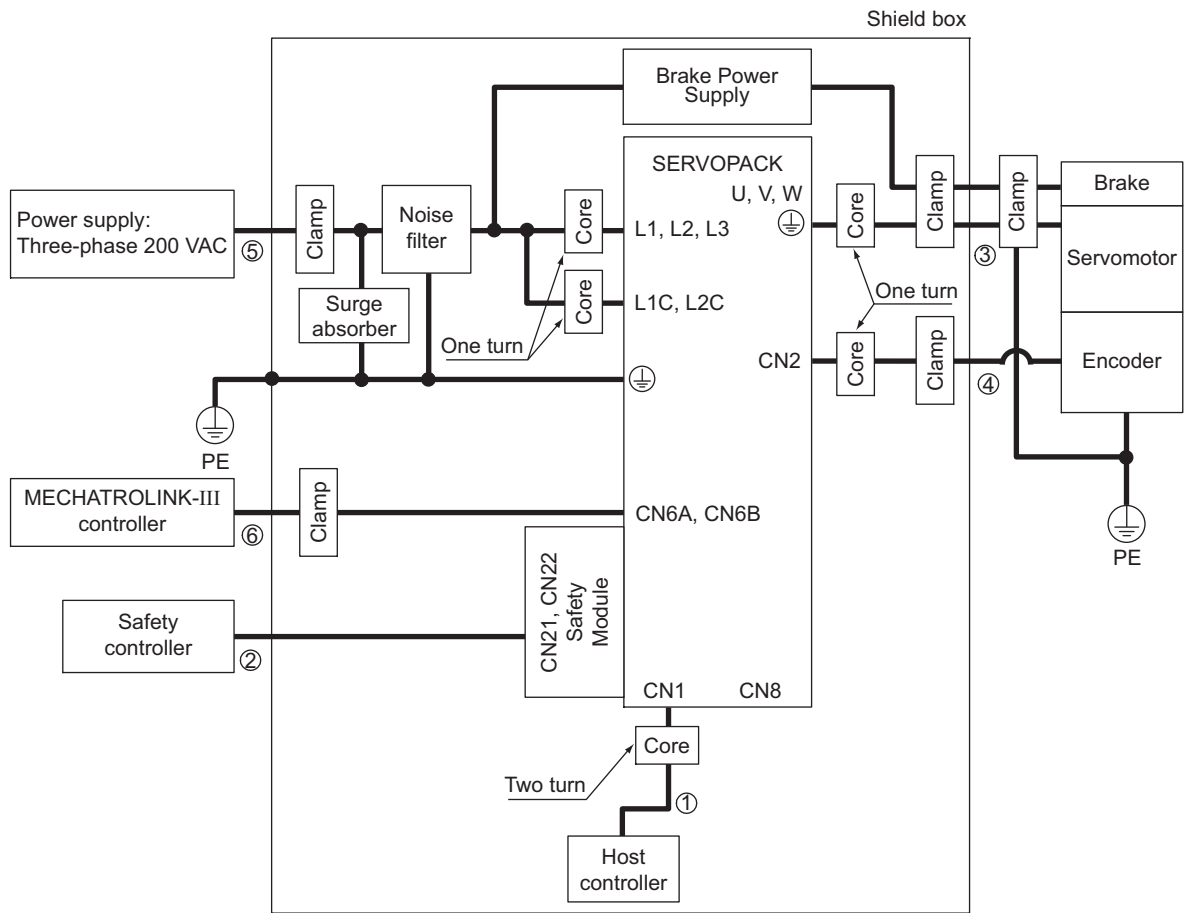 Shield box
Brake Power
Supply
SERVOPACK
U, V, W
Power supply:
Three-phase 200 VAC
⑤
Clamp
Noise
filter
Core
L1, L2, L3
Core
Clamp
Clamp
Brake
③
Servomotor
Surge
absorber
Core
L1C, L2C
One turn
One turn
CN2
Core
Clamp
④
Encoder
PE
MECHATROLINK-III
controller
⑥
Clamp
CN6A, CN6B
PE
Safety
controller
②
CN21, CN22
Safety
Module
CN1
CN8
Core
Two turn
①
Host
controller